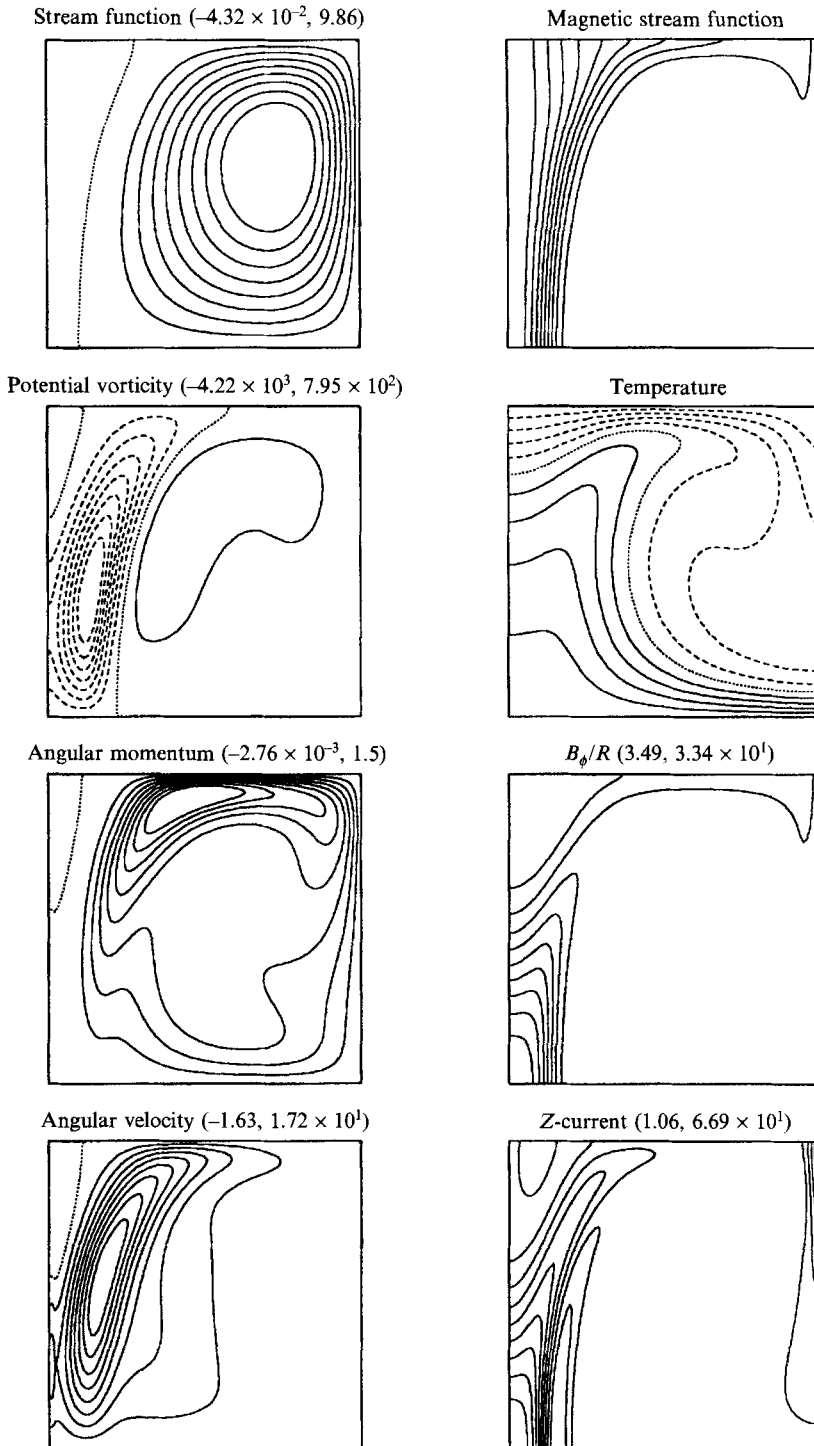 Stream function (–4.32 × 10⁻², 9.86)
Magnetic stream function
Potential vorticity (–4.22 × 10³, 7.95 × 10²)
Temperature
Angular momentum (–2.76 × 10⁻³, 1.5)
B_ϕ/R (3.49, 3.34 × 10¹)
Angular velocity (–1.63, 1.72 × 10¹)
Z-current (1.06, 6.69 × 10¹)